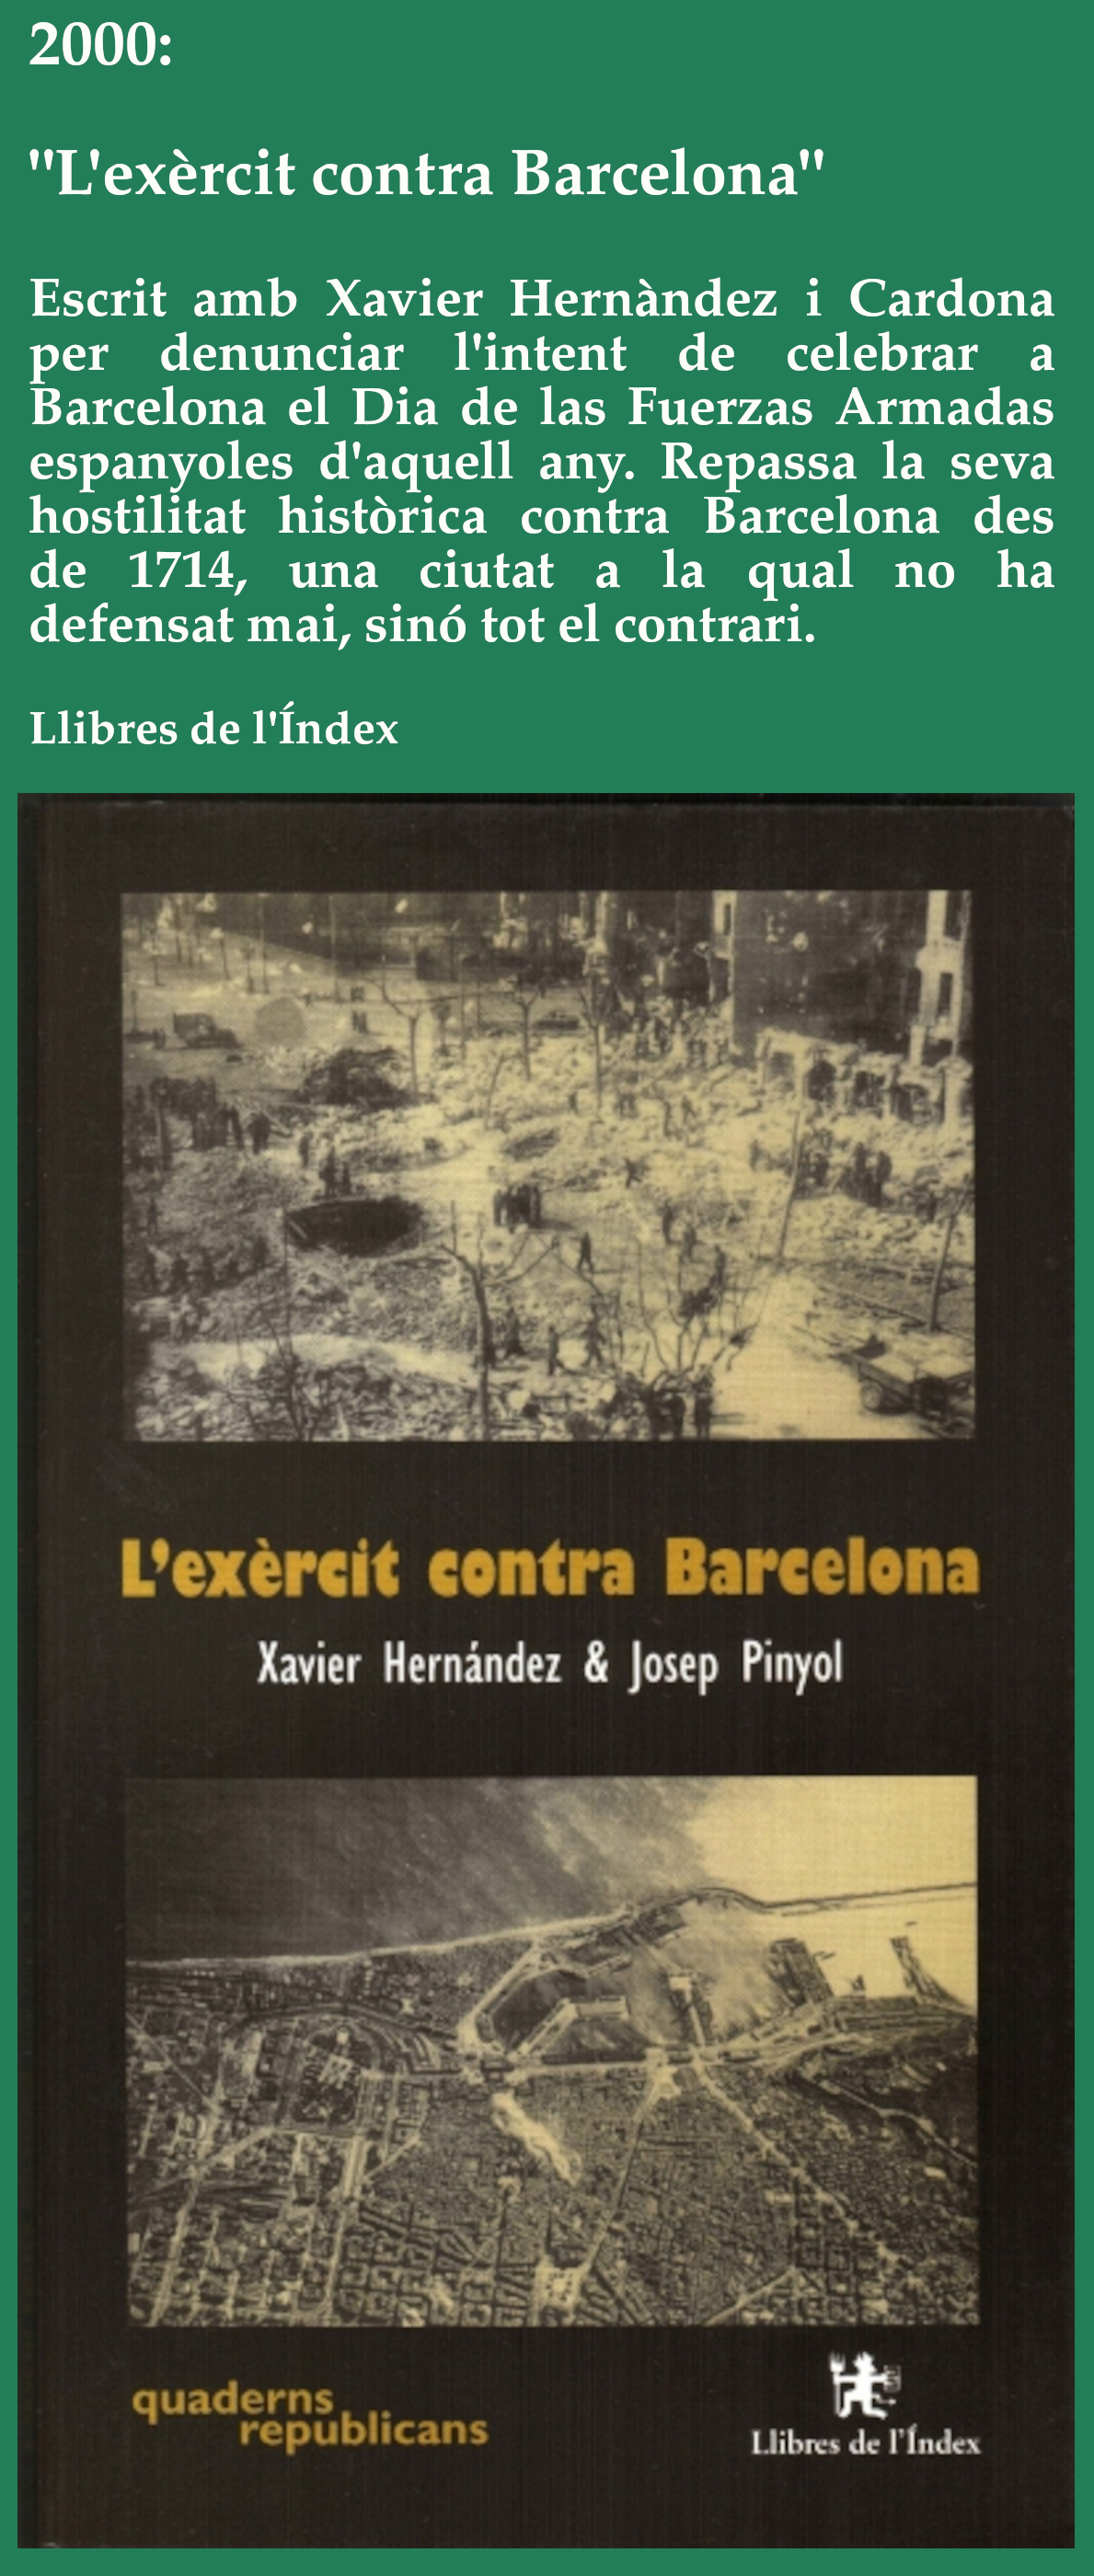 2000:
"L'exèrcit contra Barcelona"
Escrit amb Xavier Hernàndez i Cardona
per denunciar l'intent de celebrar a
Barcelona el Dia de las Fuerzas Armadas
espanyoles d'aquell any. Repassa la seva
hostilitat històrica contra Barcelona des
de 1714, una ciutat a la qual no ha
defensat mai, sinó tot el contrari.
Llibres de l'Índex
L'exèrcit contra Barcelona
Xavier Hernández & Josep Pinyol
quaderns
republicans
Llibres de l'Índex